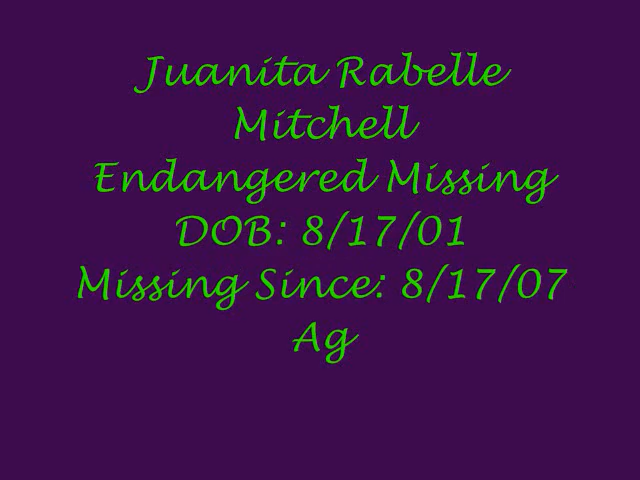 Juanita Rabelle
Mitchell
Endangered Missing
DOB: 8/17/01
Missing Since: 8/17/07
Ag